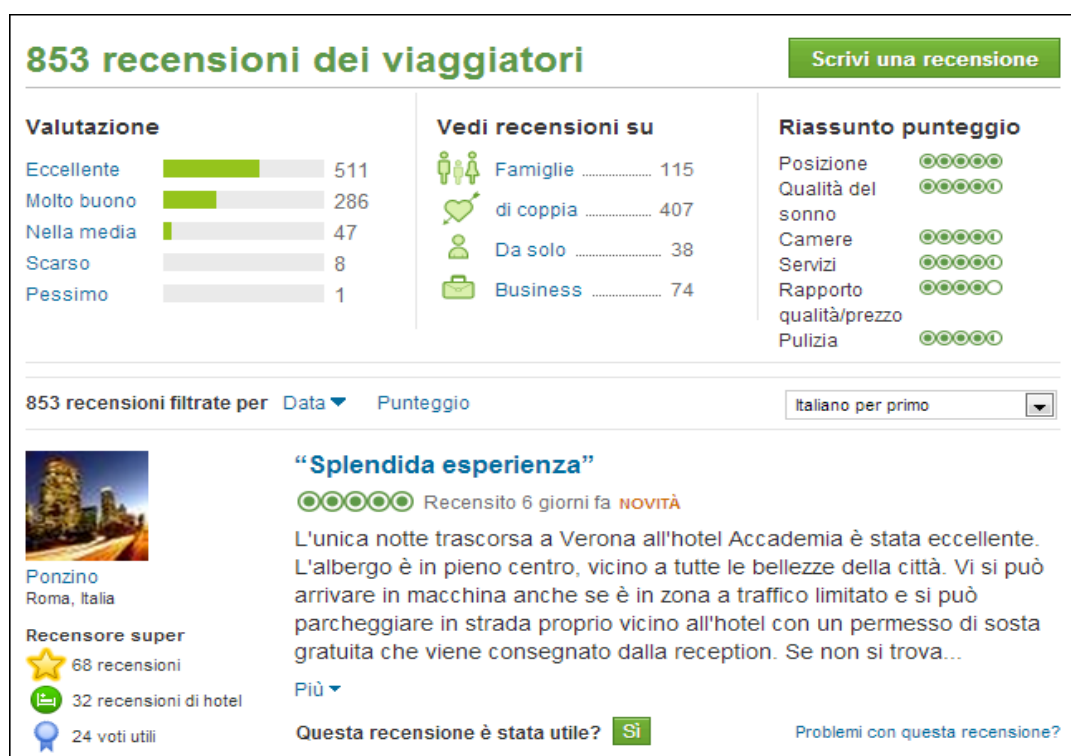 853 recensioni dei viaggiatori
Scrivi una recensione
Valutazione
Eccellente 511
Molto buono 286
Nella media 47
Scarso 8
Pessimo 1
Vedi recensioni su
Famiglie .................. 115
di coppia ................. 407
Da solo ....................... 38
Business .................. 74
Riassunto punteggio
Posizione
Qualità del
sonno
Camere
Servizi
Rapporto
qualità/prezzo
Pulizia
853 recensioni filtrate per Data Punteggio
Italiano per primo
Ponzino
Roma, Italia
Recensore super
68 recensioni
32 recensioni di hotel
24 voti utili
“Splendida esperienza”
Recensito 6 giorni fa NOVITÀ
L'unica notte trascorsa a Verona all'hotel Accademia è stata eccellente.
L'albergo è in pieno centro, vicino a tutte le bellezze della città. Vi si può
arrivare in macchina anche se è in zona a traffico limitato e si può
parcheggiare in strada proprio vicino all'hotel con un permesso di sosta
gratuita che viene consegnato dalla reception. Se non si trova...
Più
Questa recensione è stata utile? Sì
Problemi con questa recensione?